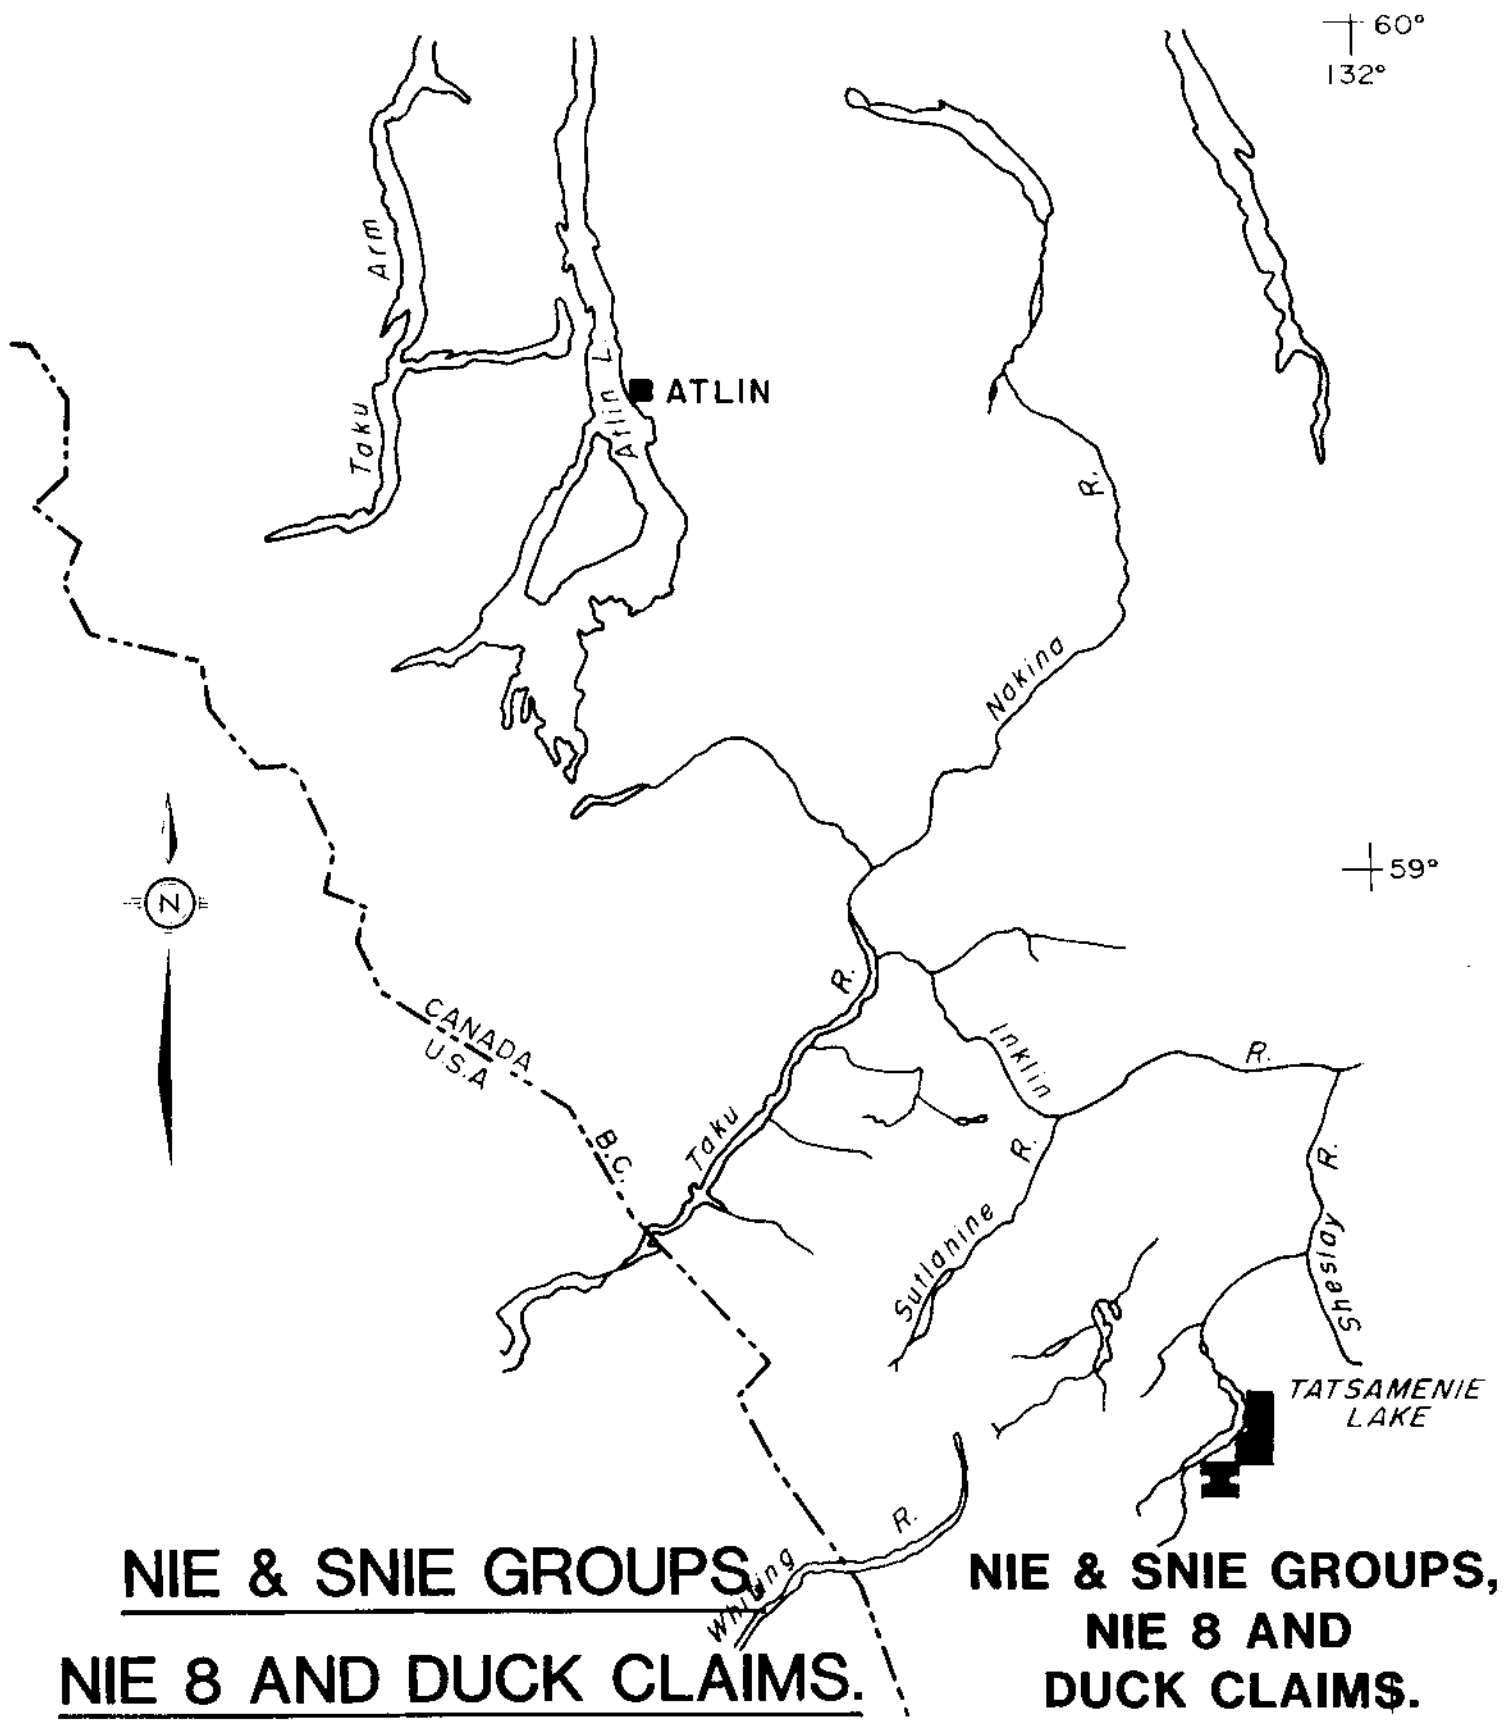 60°
132°
Taku Arm
Atlin L
ATLIN
R.
Nakina
59°
N
R.
CANADA
U.S.A
Inklin
R.
B.C.
Taku
R.
R.
Sutlanine
Sheslay
TATSAMENIE
LAKE
R.
Whiting
NIE & SNIE GROUPS,
NIE 8 AND DUCK CLAIMS.
NIE & SNIE GROUPS,
NIE 8 AND
DUCK CLAIMS.